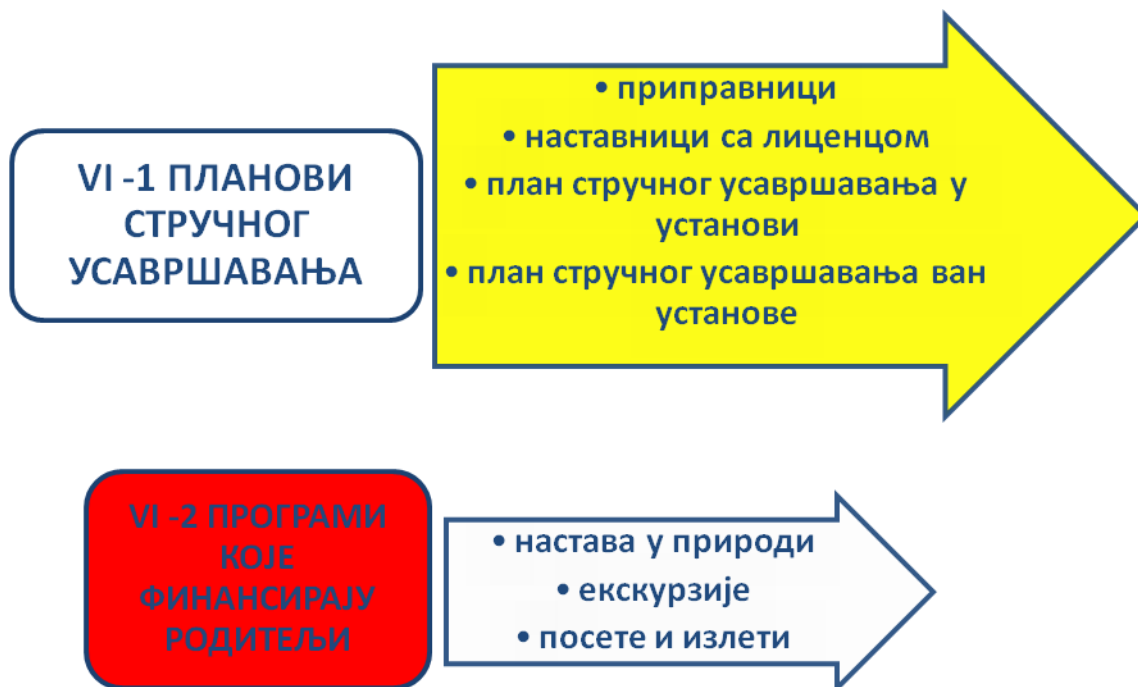 VI -1 ПЛАНОВИ
СТРУЧНОГ
УСАВРШАВАЊА
• приправници
• наставници са лиценцом
• план стручног усавршавања у
установи
• план стручног усавршавања ван
установе
VI -2 ПРОГРАМИ
КОЈЕ
ФИНАНСИРАЈУ
РОДИТЕЉИ
• настава у природи
• екскурзије
• посете и излети